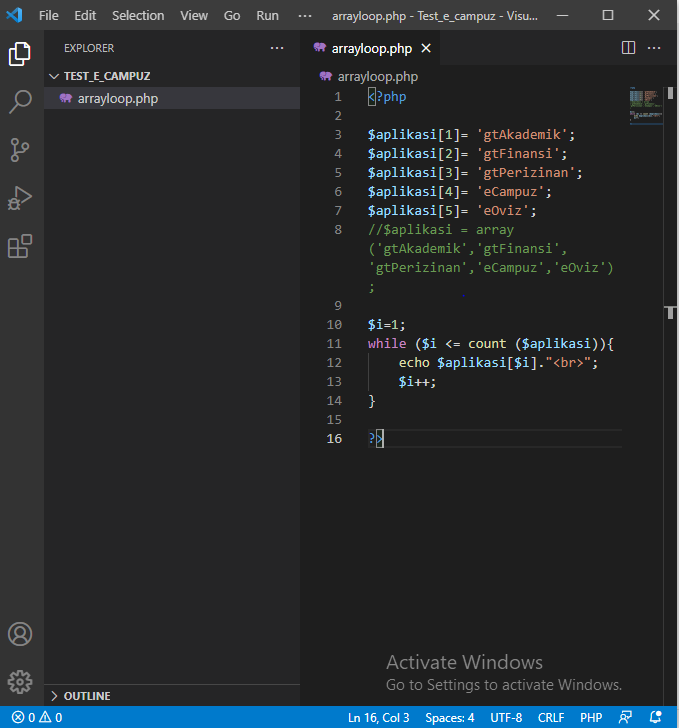 File Edit Selection View Go Run ··· arrayloop.php - Test_e_campuz - Visu...
EXPLORER ···
TEST_E_CAMPUZ
arrayloop.php
arrayloop.php ···
arrayloop.php
1 <?php
2
3 $aplikasi[1]= 'gtAkademik';
4 $aplikasi[2]= 'gtFinansi';
5 $aplikasi[3]= 'gtPerizinan';
6 $aplikasi[4]= 'eCampuz';
7 $aplikasi[5]= 'eOviz';
8 //$aplikasi = array
('gtAkademik','gtFinansi',
'gtPerizinan','eCampuz','eOviz')
;
9
10 $i=1;
11 while ($i <= count ($aplikasi)){
12 echo $aplikasi[$i]."<br>";
13 $i++;
14 }
15
16 ?>
Activate Windows
Go to Settings to activate Windows.
OUTLINE
0 0 Ln 16, Col 3 Spaces: 4 UTF-8 CRLF PHP